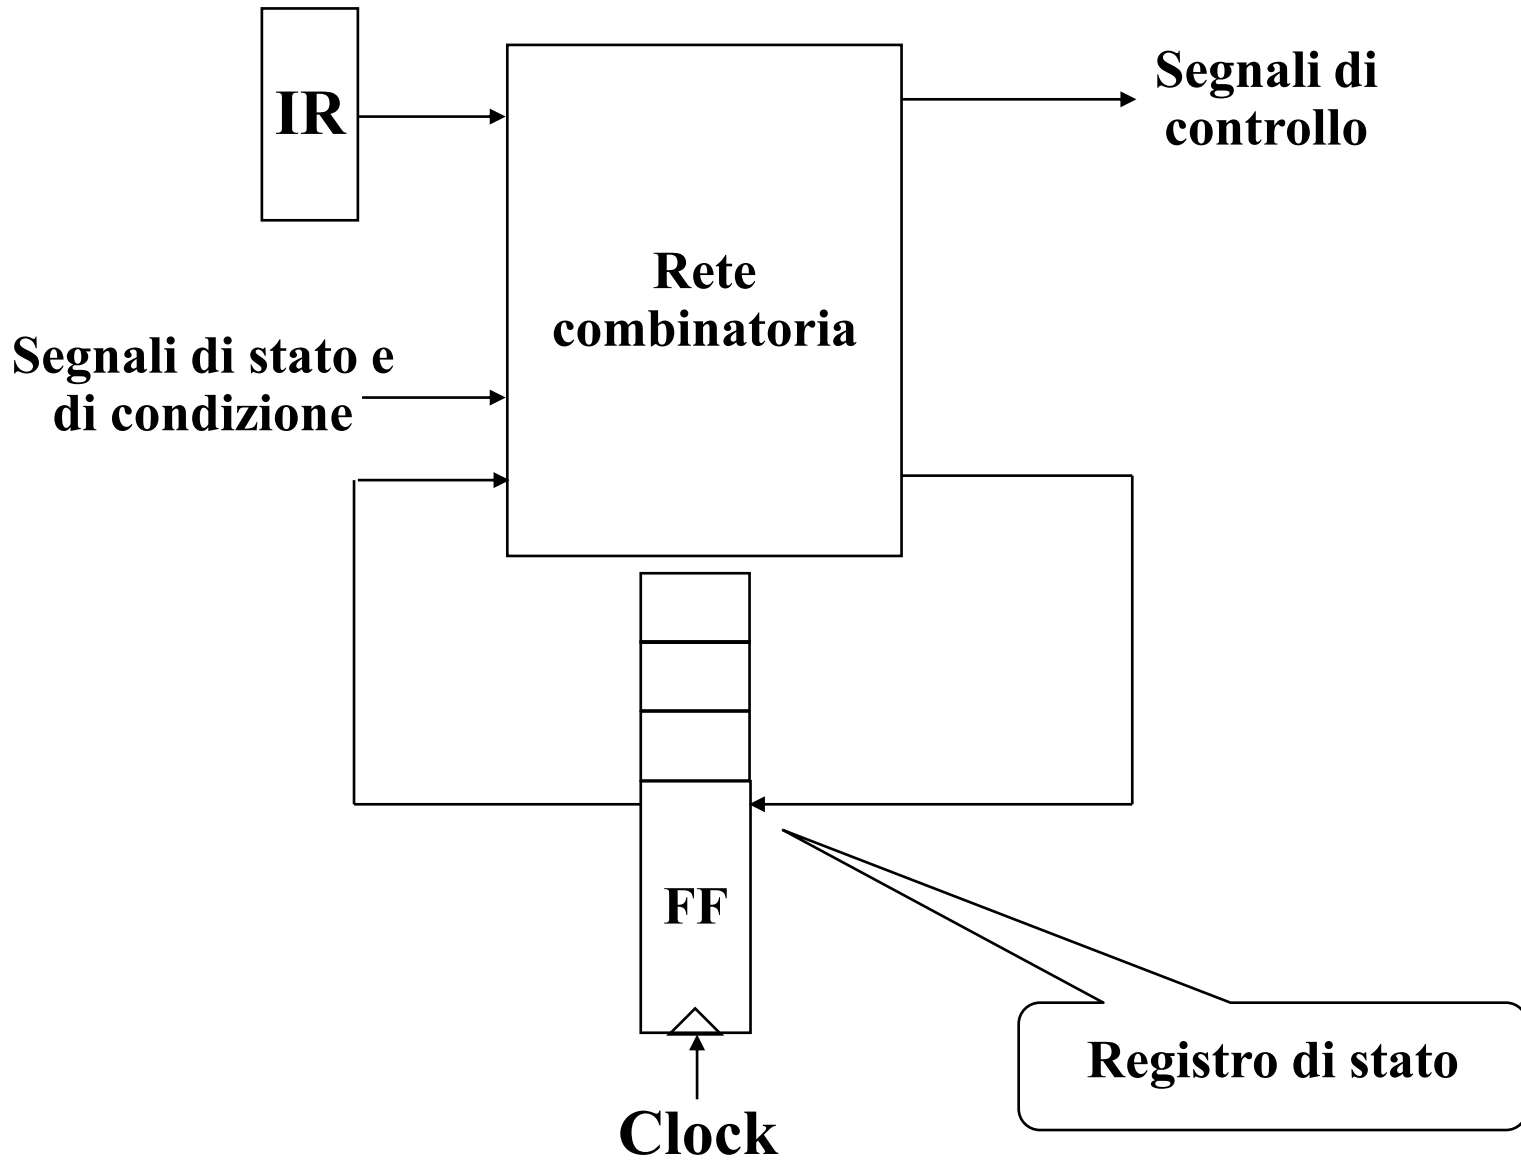 IR
Segnali di
controllo
Rete
combinatoria
Segnali di stato e
di condizione
FF
Registro di stato
Clock